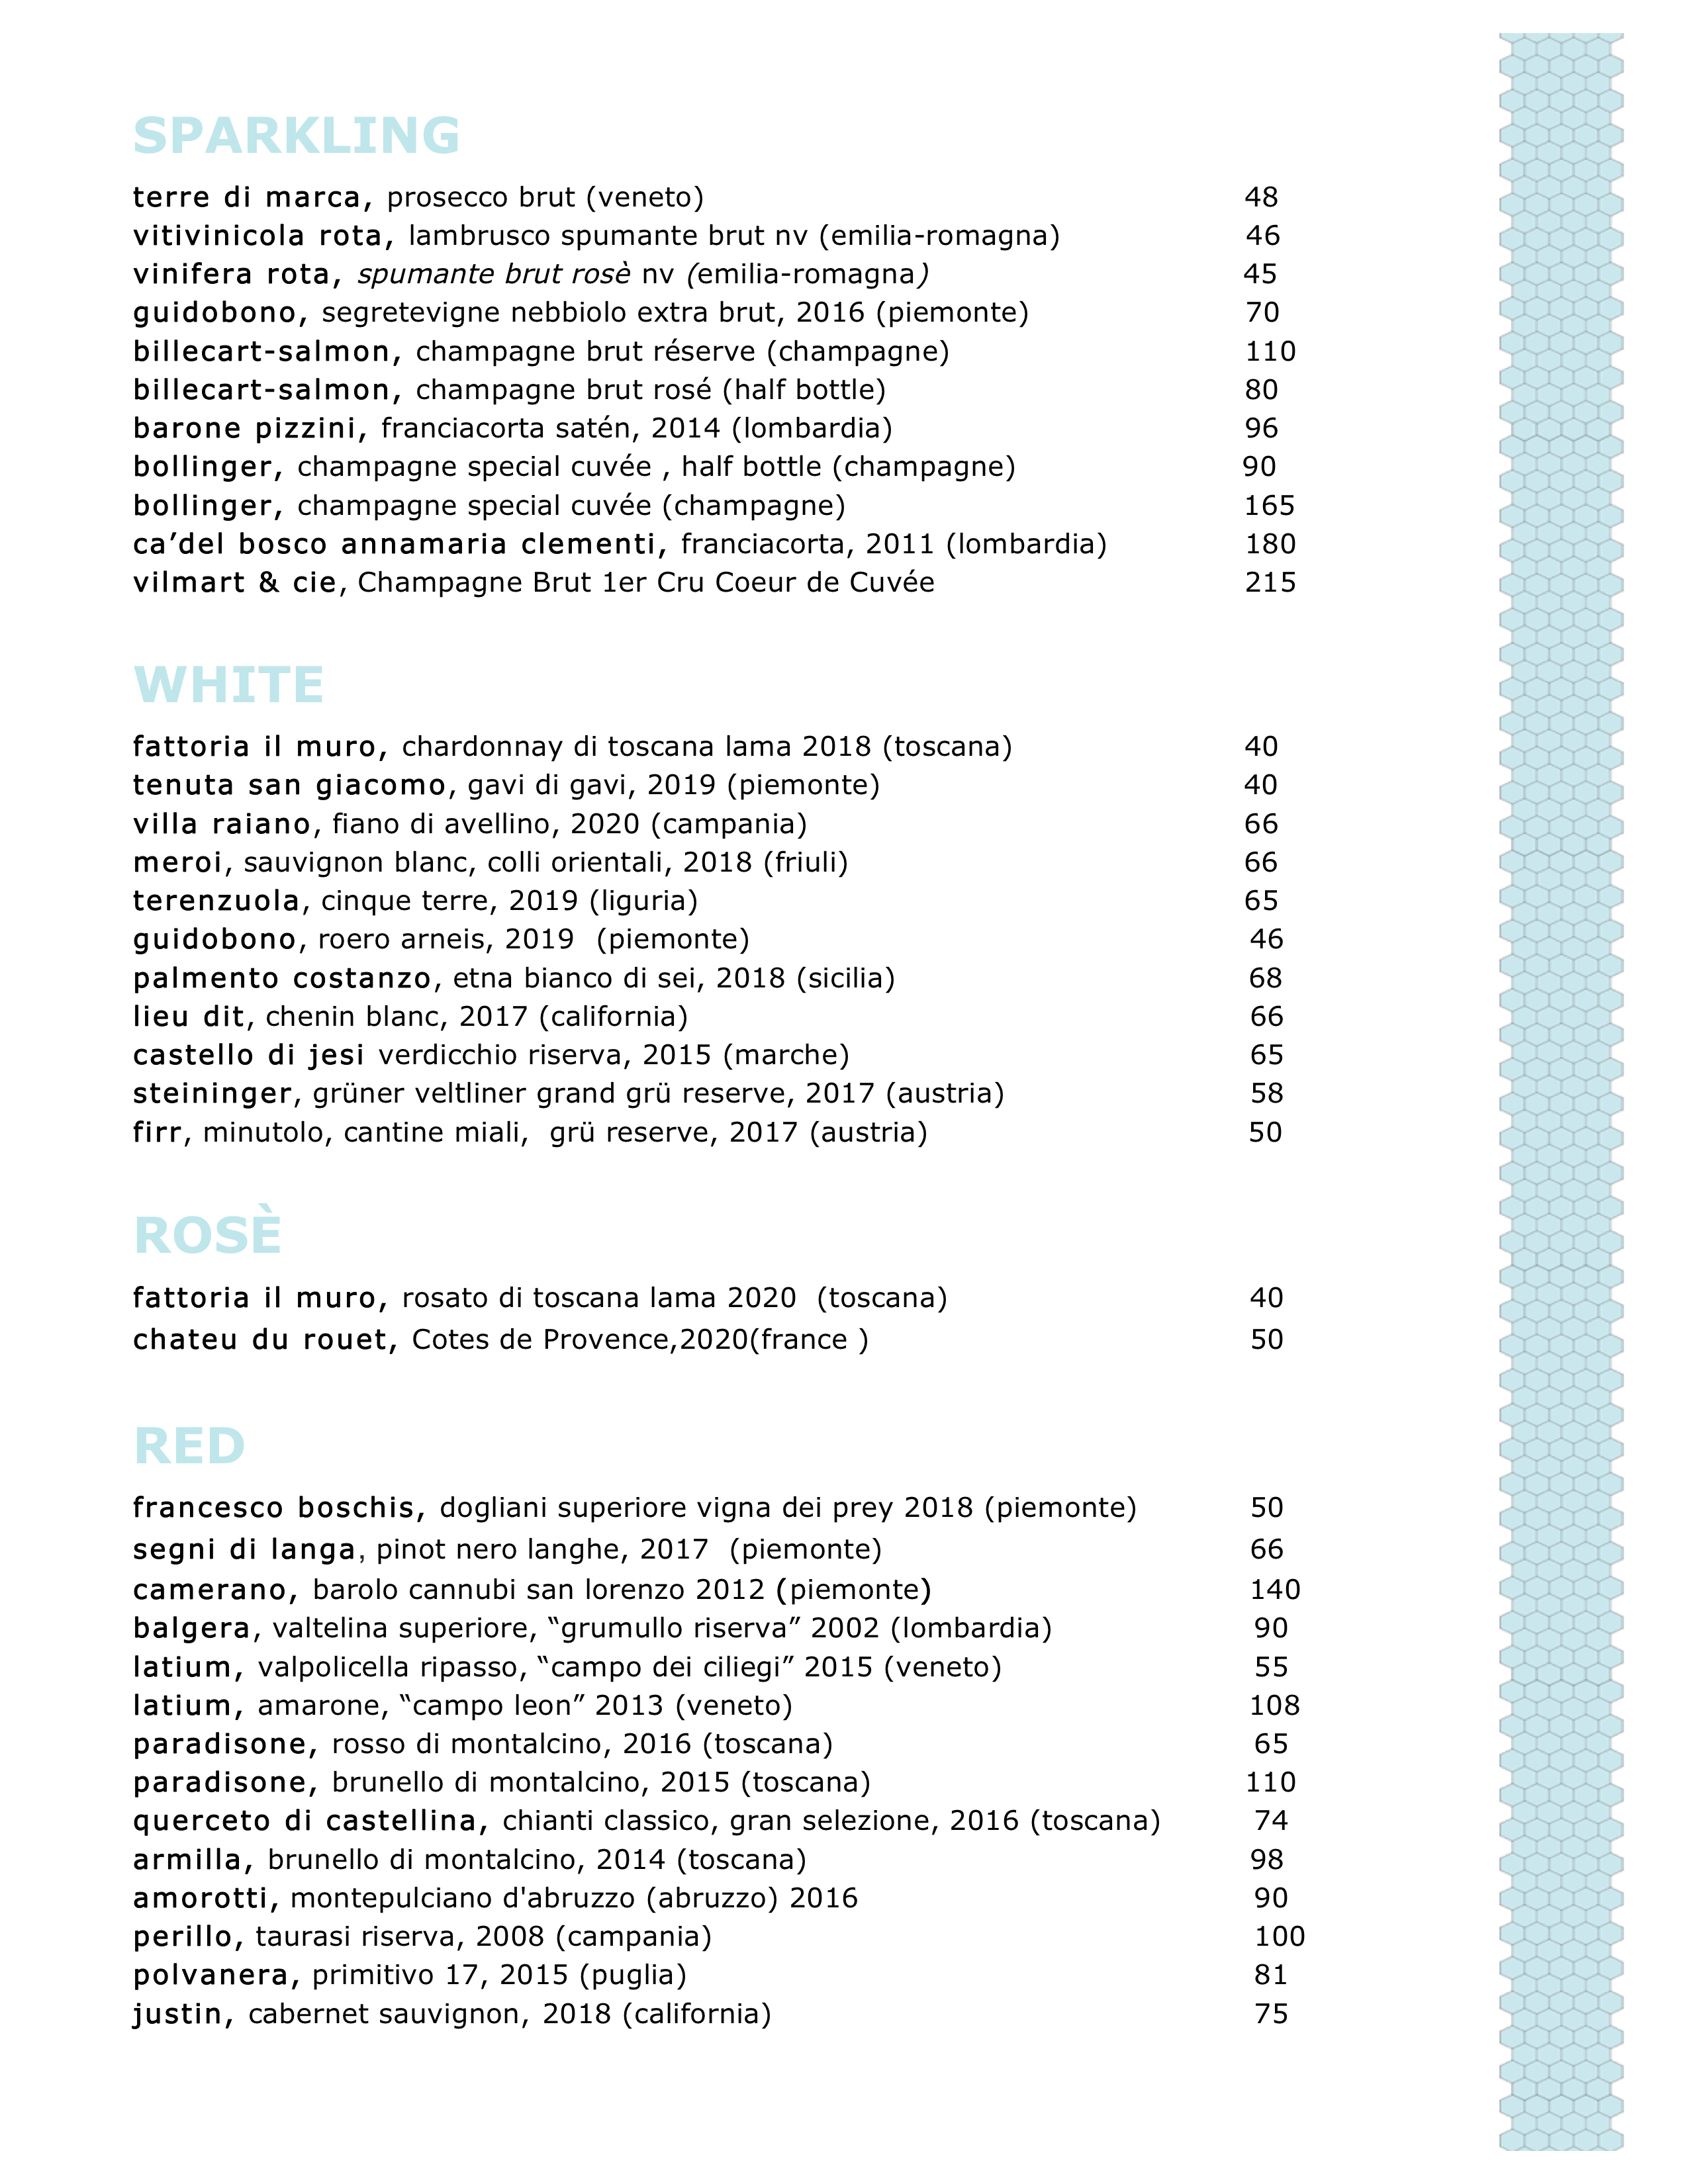 SPARKLING
terre di marca, prosecco brut (veneto) 48
vitivinicola rota, lambrusco spumante brut nv (emilia-romagna) 46
vinifera rota, spumante brut rosè nv (emilia-romagna) 45
guidobono, segretevigne nebbiolo extra brut, 2016 (piemonte) 70
billecart-salmon, champagne brut réserve (champagne) 110
billecart-salmon, champagne brut rosé (half bottle) 80
barone pizzini, franciacorta satén, 2014 (lombardia) 96
bollinger, champagne special cuvée , half bottle (champagne) 90
bollinger, champagne special cuvée (champagne) 165
ca’del bosco annamaria clementi, franciacorta, 2011 (lombardia) 180
vilmart & cie, Champagne Brut 1er Cru Coeur de Cuvée 215
WHITE
fattoria il muro, chardonnay di toscana lama 2018 (toscana) 40
tenuta san giacomo, gavi di gavi, 2019 (piemonte) 40
villa raiano, fiano di avellino, 2020 (campania) 66
meroi, sauvignon blanc, colli orientali, 2018 (friuli) 66
terenzuola, cinque terre, 2019 (liguria) 65
guidobono, roero arneis, 2019 (piemonte) 46
palmento costanzo, etna bianco di sei, 2018 (sicilia) 68
lieu dit, chenin blanc, 2017 (california) 66
castello di jesi verdicchio riserva, 2015 (marche) 65
steininger, grüner veltliner grand grü reserve, 2017 (austria) 58
firr, minutolo, cantine miali, grü reserve, 2017 (austria) 50
ROSÈ
fattoria il muro, rosato di toscana lama 2020 (toscana) 40
chateu du rouet, Cotes de Provence,2020(france ) 50
RED
francesco boschis, dogliani superiore vigna dei prey 2018 (piemonte) 50
segni di langa, pinot nero langhe, 2017 (piemonte) 66
camerano, barolo cannubi san lorenzo 2012 (piemonte) 140
balgera, valtelina superiore, “grumullo riserva” 2002 (lombardia) 90
latium, valpolicella ripasso, “campo dei ciliegi” 2015 (veneto) 55
latium, amarone, “campo leon” 2013 (veneto) 108
paradisone, rosso di montalcino, 2016 (toscana) 65
paradisone, brunello di montalcino, 2015 (toscana) 110
querceto di castellina, chianti classico, gran selezione, 2016 (toscana) 74
armilla, brunello di montalcino, 2014 (toscana) 98
amorotti, montepulciano d'abruzzo (abruzzo) 2016 90
perillo, taurasi riserva, 2008 (campania) 100
polvanera, primitivo 17, 2015 (puglia) 81
justin, cabernet sauvignon, 2018 (california) 75